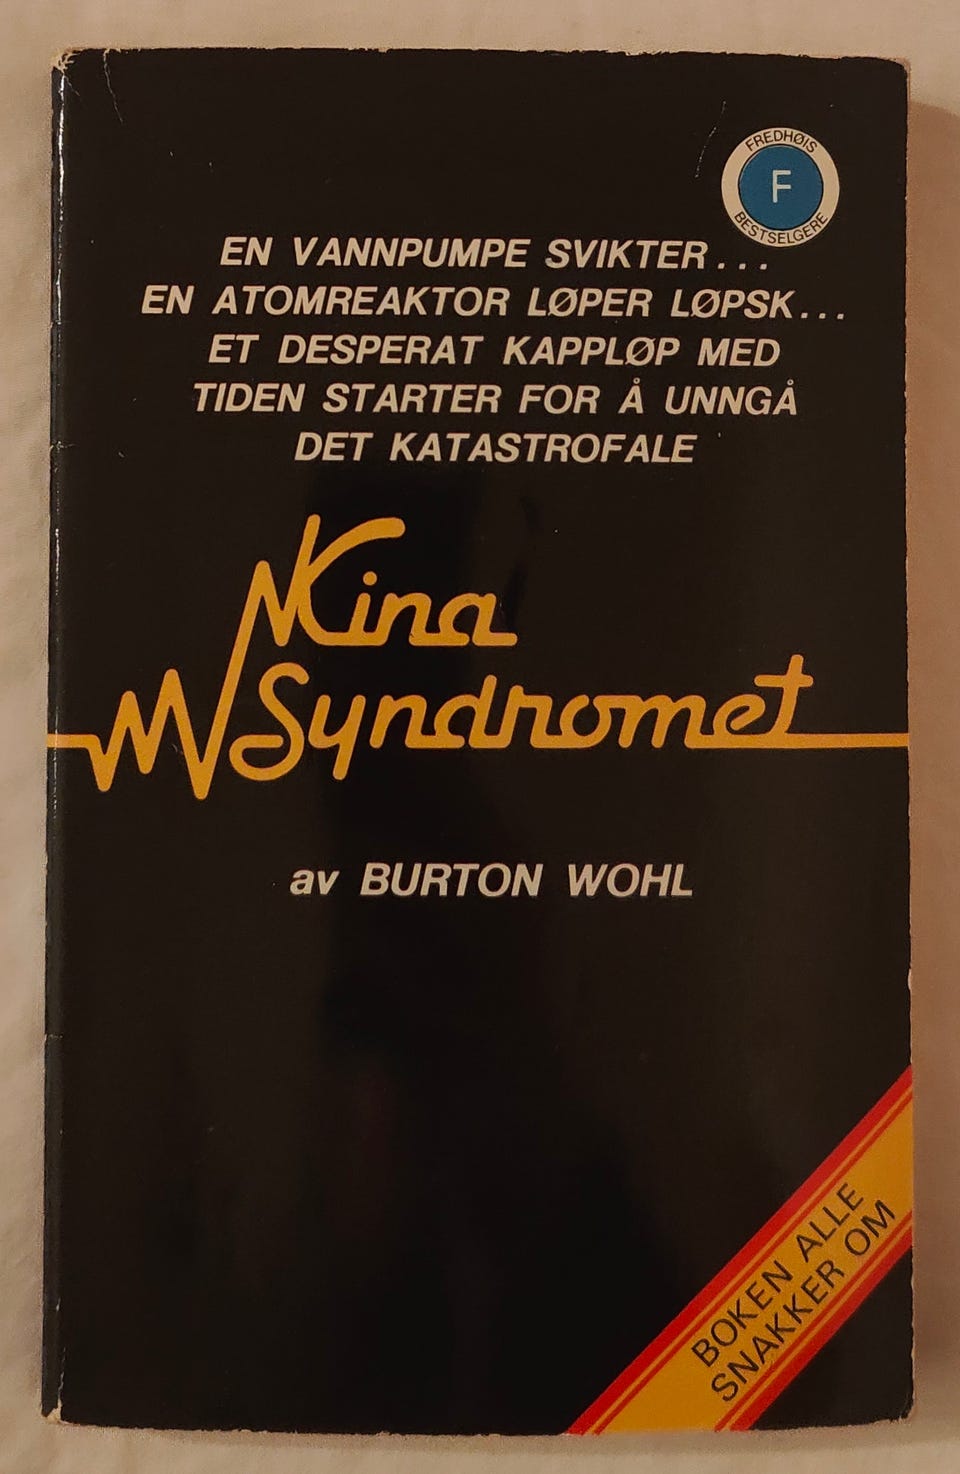 FREDHØIS
F
BESTSELGERE
EN VANNPUMPE SVIKTER...
EN ATOMREAKTOR LØPER LØPSK...
ET DESPERAT KAPPLØP MED
TIDEN STARTER FOR Å UNNGÅ
DET KATASTROFALE
Kina
Syndromet
av BURTON WOHL
BOKEN ALLE
SNAKKER OM